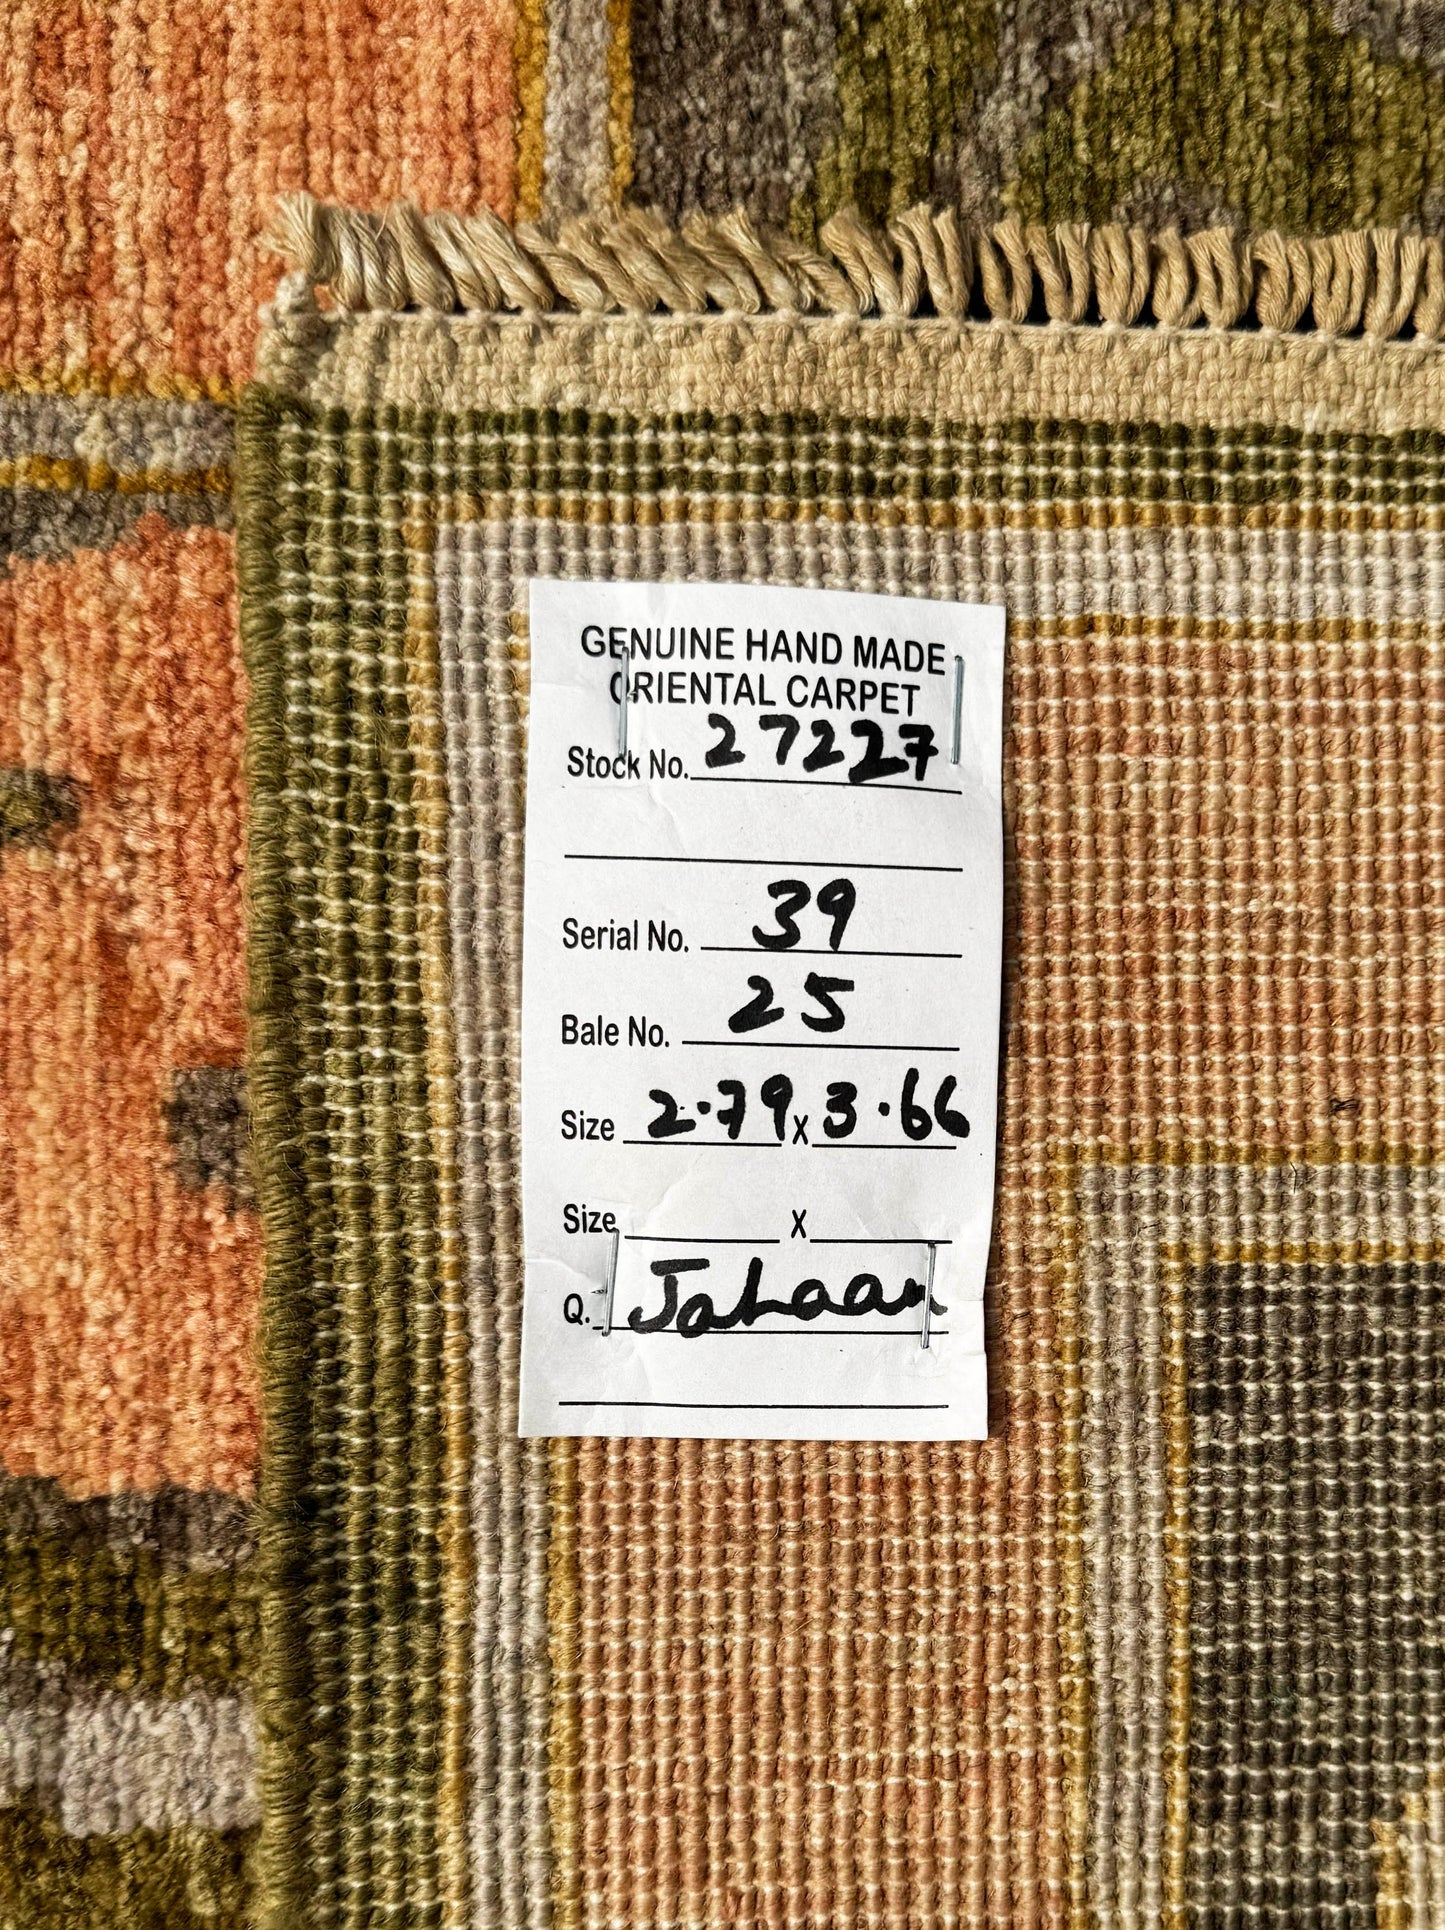 GENUINE HAND MADE
ORIENTAL CARPET
Stock No. 27227
Serial No. 39
Bale No. 25
Size 2.79 x 3.66
Size x
Q. Jahaan